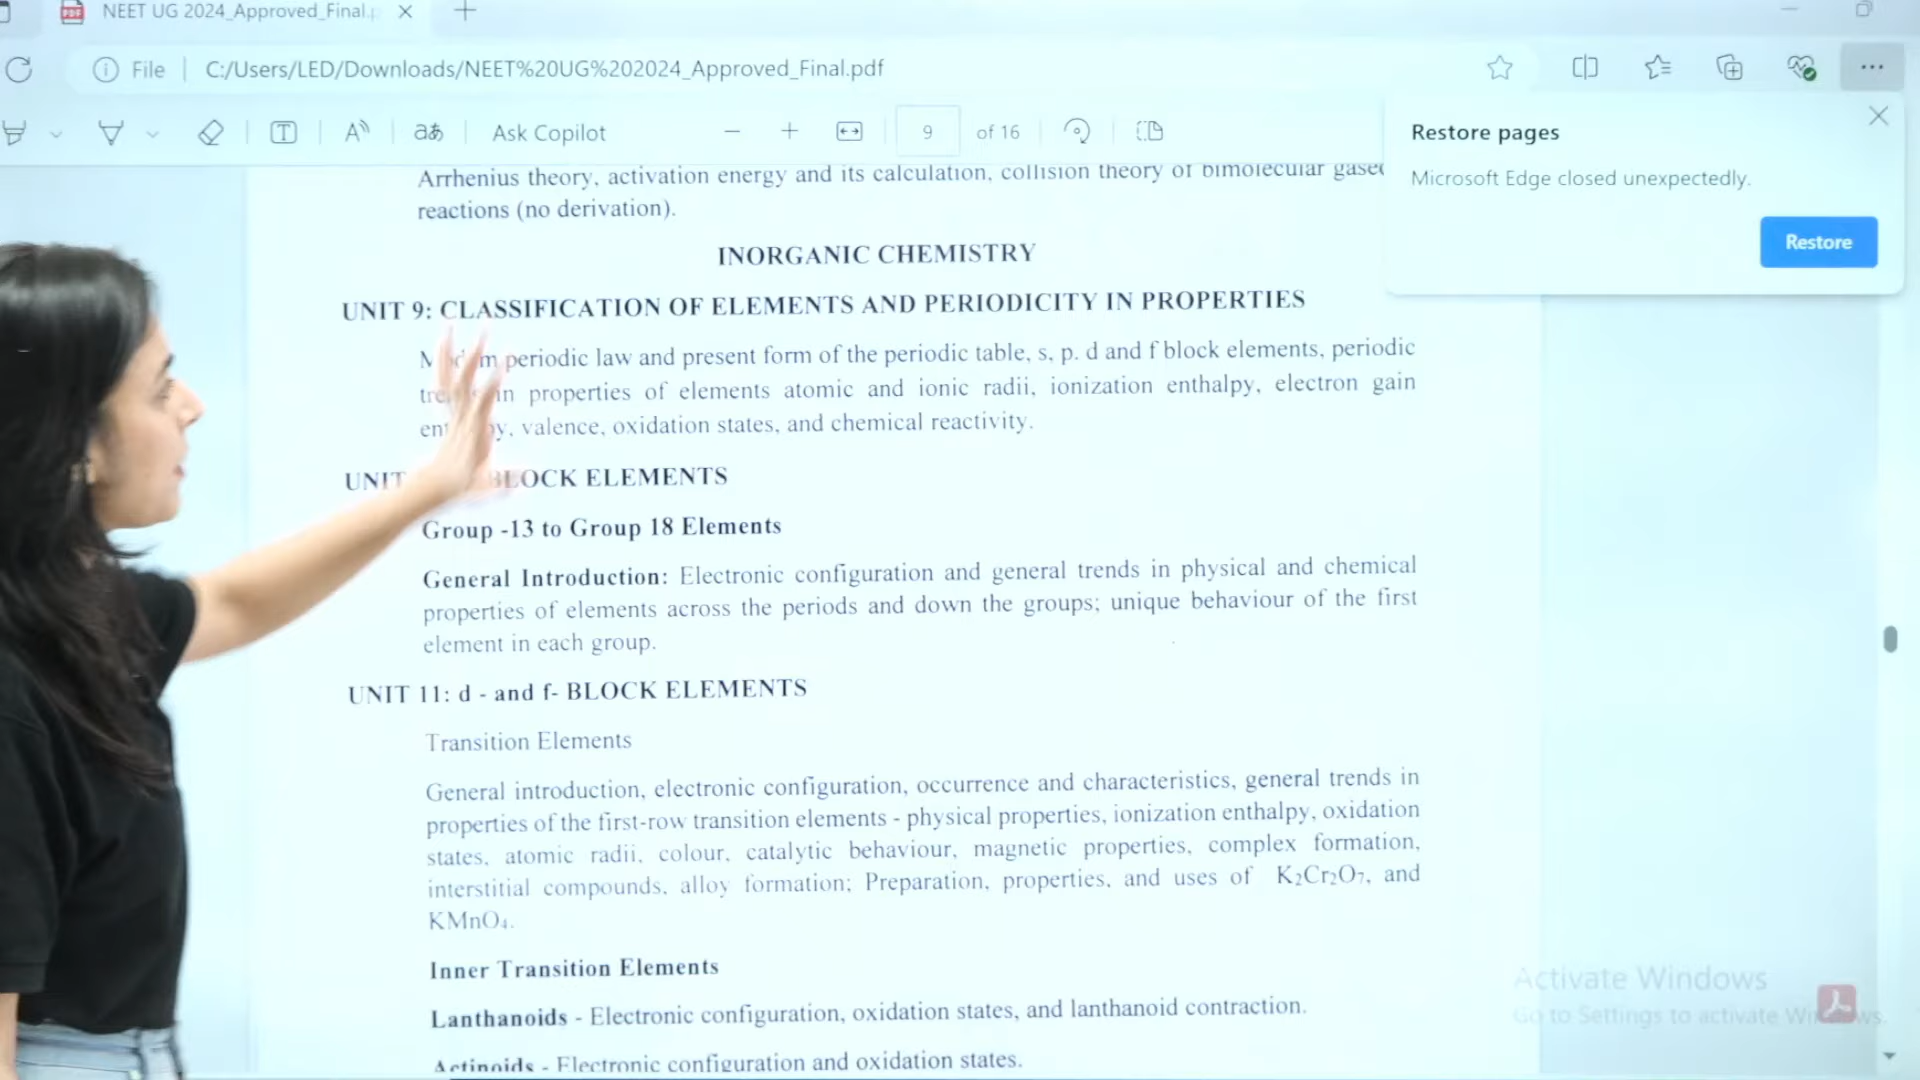 NEET UG 2024_Approved_Final.p
File
C:/Users/LED/Downloads/NEET%20UG%202024_Approved_Final.pdf
A aあ Ask Copilot
9 of 16
Restore pages
Microsoft Edge closed unexpectedly.
Restore
Arrhenius theory, activation energy and its calculation, collision theory of bimolecular
reactions (no derivation).
INORGANIC CHEMISTRY
UNIT 9: CLASSIFICATION OF ELEMENTS AND PERIODICITY IN PROPERTIES
periodic law and present form of the periodic table, s, p. d and f block elements, periodic
in properties of elements atomic and ionic radii, ionization enthalpy, electron gain
valence, oxidation states, and chemical reactivity.
UNIT BLOCK ELEMENTS
Group -13 to Group 18 Elements
General Introduction: Electronic configuration and general trends in physical and chemical
properties of elements across the periods and down the groups; unique behaviour of the first
element in each group.
UNIT 11: d - and f- BLOCK ELEMENTS
Transition Elements
General introduction, electronic configuration, occurrence and characteristics, general trends in
properties of the first-row transition elements - physical properties, ionization enthalpy, oxidation
states, atomic radii, colour, catalytic behaviour, magnetic properties, complex formation,
interstitial compounds, alloy formation; Preparation, properties, and uses of K₂Cr₂O₇, and
KMnO₄.
Inner Transition Elements
Lanthanoids - Electronic configuration, oxidation states, and lanthanoid contraction.
Actinoids - Electronic configuration and oxidation states.
Activate Windows
Go to Settings to activate Windows.